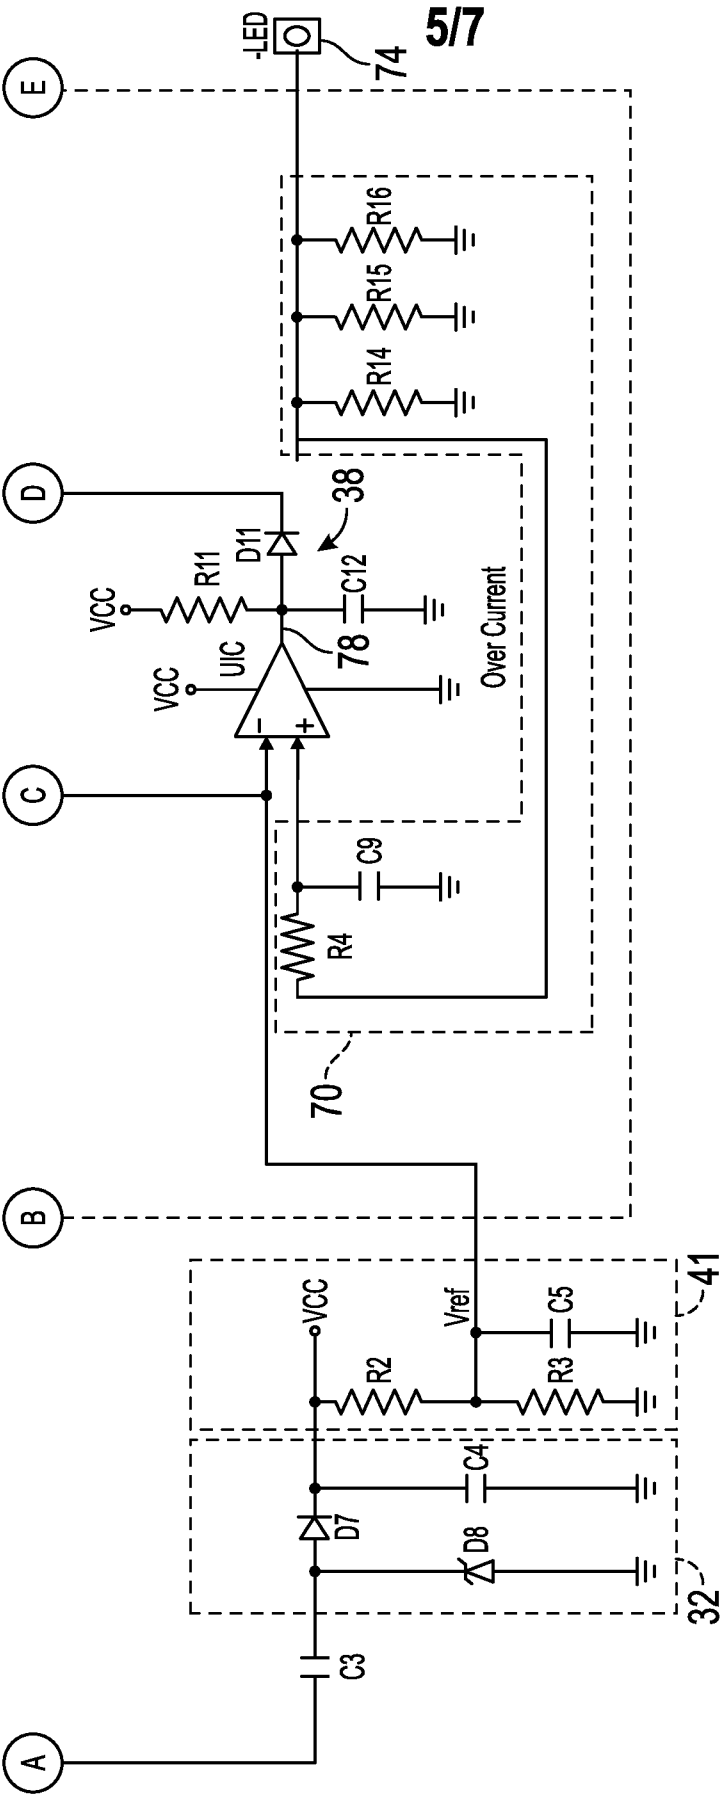 5/7
-LED
74
E
R16
R15
R14
D
38
D11
R11
VCC
C12
78
UIC
VCC
−
+
Over Current
C
C9
R4
70
B
41
VCC
Vref
C5
R2
R3
C4
D7
D8
32
C3
A